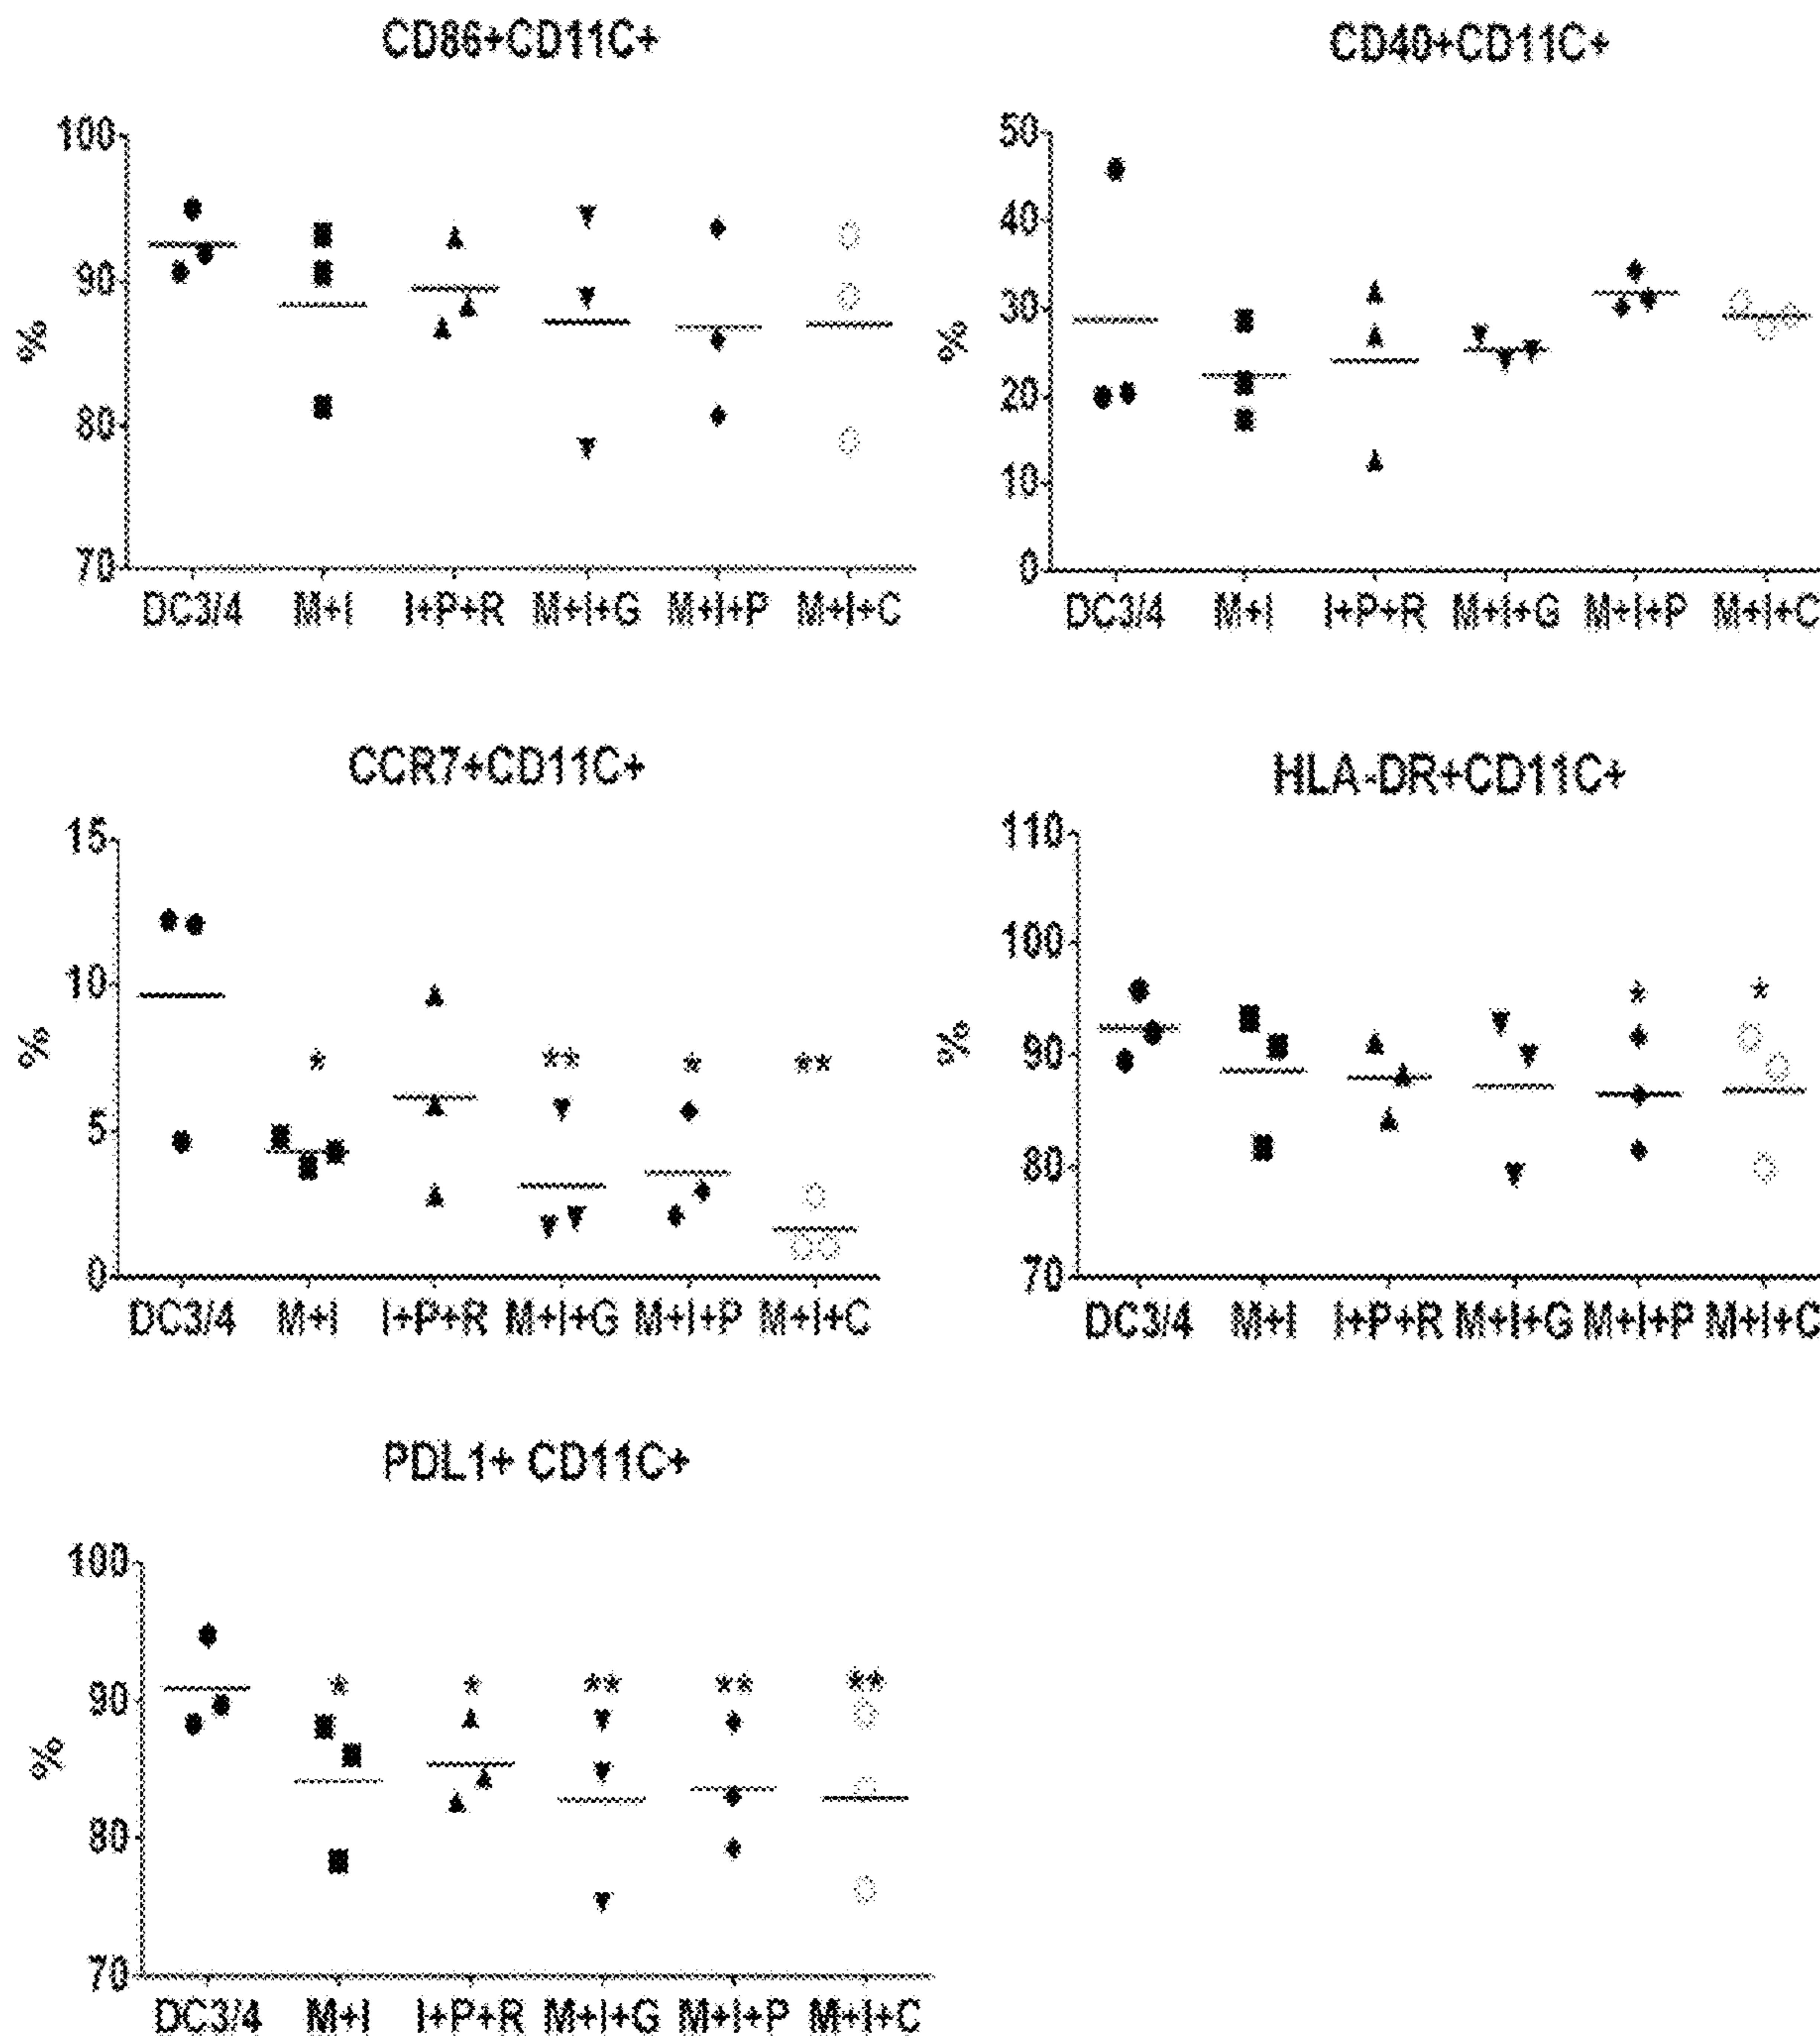 CD86+CD11C+
100
90
80
70
%
DC3/4 M+I I+P+R M+I+G M+I+P M+I+C
CD40+CD11C+
50
40
30
20
10
0
%
DC3/4 M+I I+P+R M+I+G M+I+P M+I+C
CCR7+CD11C+
15
10
5
0
%
* ** * **
DC3/4 M+I I+P+R M+I+G M+I+P M+I+C
HLA-DR+CD11C+
110
100
90
80
70
%
* *
DC3/4 M+I I+P+R M+I+G M+I+P M+I+C
PDL1+ CD11C+
100
90
80
70
%
* * ** ** **
DC3/4 M+I I+P+R M+I+G M+I+P M+I+C